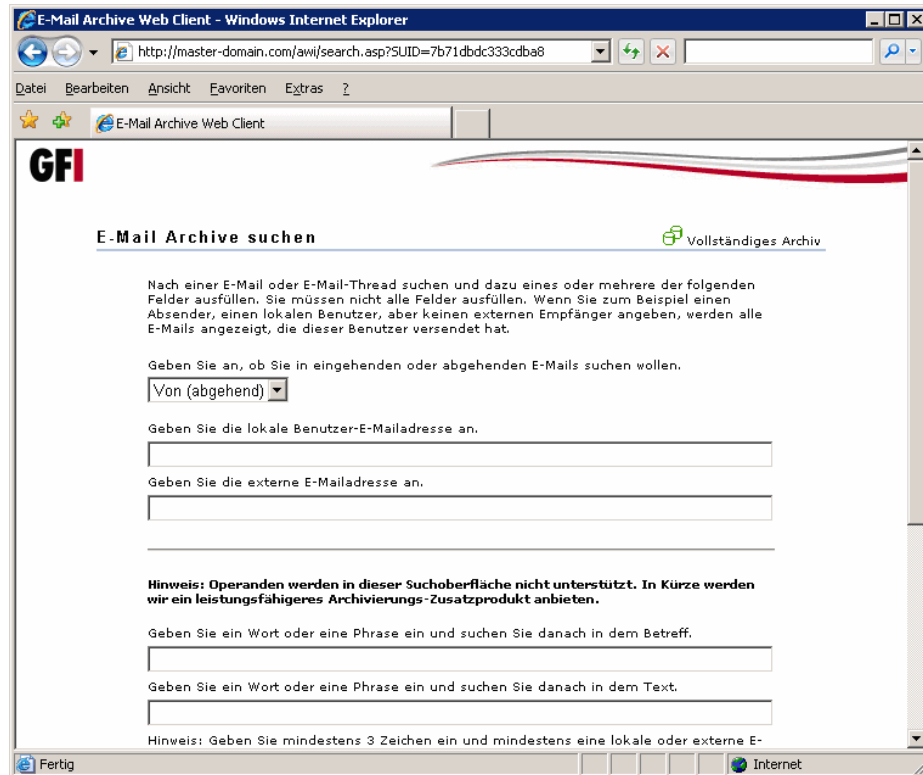 E-Mail Archive Web Client - Windows Internet Explorer
http://master-domain.com/awi/search.asp?SUID=7b71dbdc333cdba8
Datei Bearbeiten Ansicht Favoriten Extras ?
E-Mail Archive Web Client
GFI
E-Mail Archive suchen
Vollständiges Archiv
Nach einer E-Mail oder E-Mail-Thread suchen und dazu eines oder mehrere der folgenden
Felder ausfüllen. Sie müssen nicht alle Felder ausfüllen. Wenn Sie zum Beispiel einen
Absender, einen lokalen Benutzer, aber keinen externen Empfänger angeben, werden alle
E-Mails angezeigt, die dieser Benutzer versendet hat.
Geben Sie an, ob Sie in eingehenden oder abgehenden E-Mails suchen wollen.
Von (abgehend)
Geben Sie die lokale Benutzer-E-Mailadresse an.
Geben Sie die externe E-Mailadresse an.
Hinweis: Operanden werden in dieser Suchoberfläche nicht unterstützt. In Kürze werden
wir ein leistungsfähigeres Archivierungs-Zusatzprodukt anbieten.
Geben Sie ein Wort oder eine Phrase ein und suchen Sie danach in dem Betreff.
Geben Sie ein Wort oder eine Phrase ein und suchen Sie danach in dem Text.
Hinweis: Geben Sie mindestens 3 Zeichen ein und mindestens eine lokale oder externe E-
Fertig
Internet